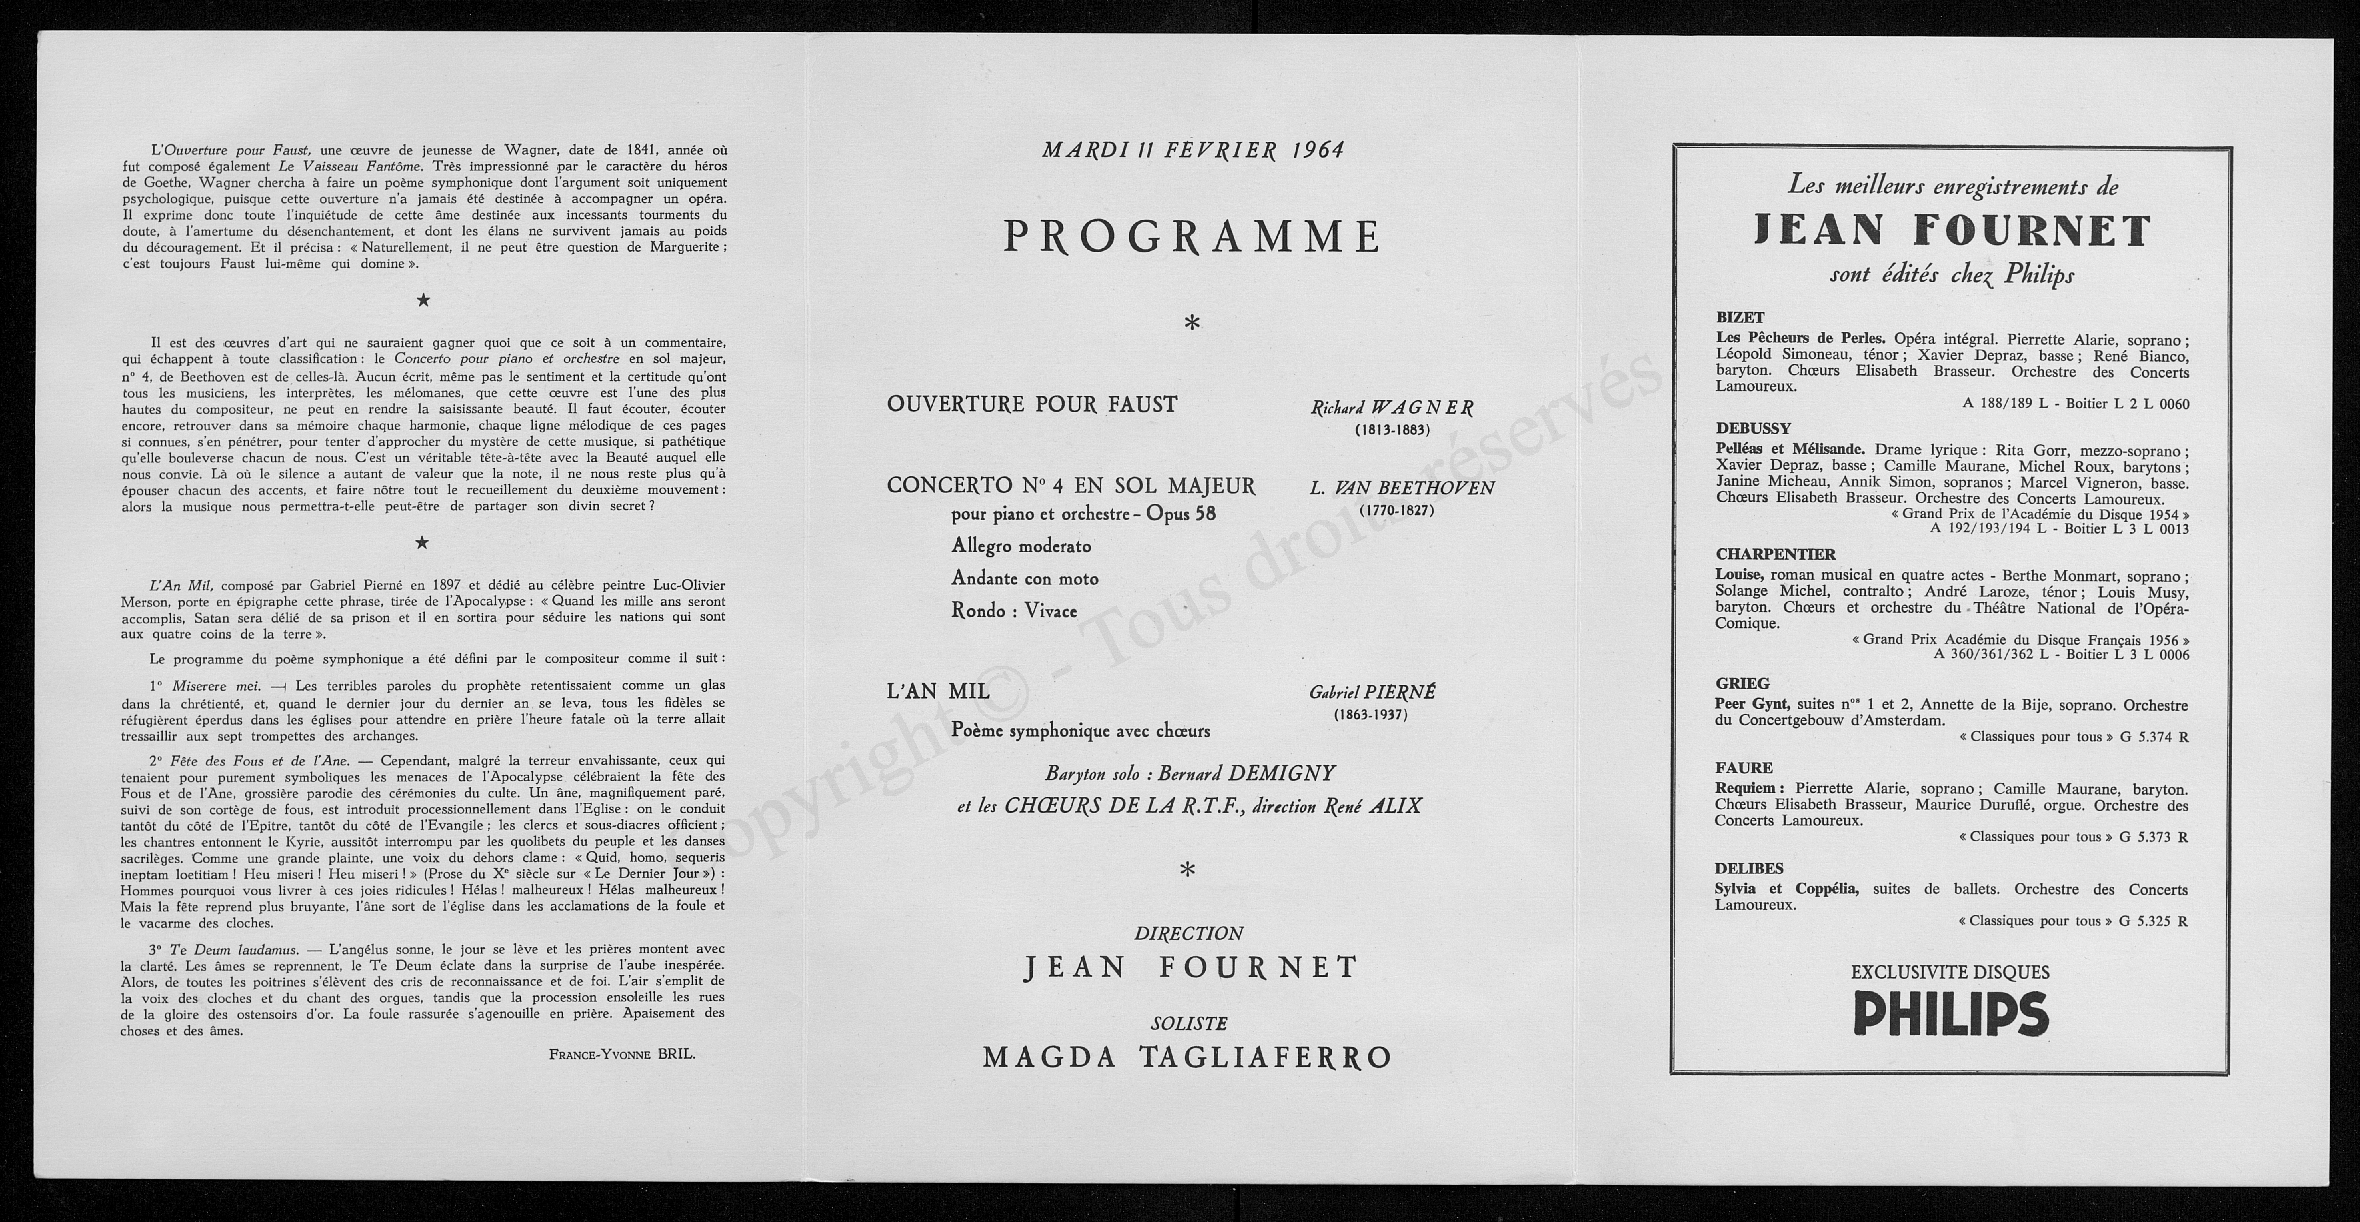 L'Ouverture pour Faust, une œuvre de jeunesse de Wagner, date de 1841, année où
fut composé également Le Vaisseau Fantôme. Très impressionné par le caractère du héros
de Goethe, Wagner chercha à faire un poème symphonique dont l'argument soit uniquement
psychologique, puisque cette ouverture n'a jamais été destinée à accompagner un opéra.
Il exprime donc toute l'inquiétude de cette âme destinée aux incessants tourments du
doute, à l'amertume du désenchantement, et dont les élans ne survivent jamais au poids
du découragement. Et il précisa : « Naturellement, il ne peut être question de Marguerite ;
c'est toujours Faust lui-même qui domine ».
★
Il est des œuvres d'art qui ne sauraient gagner quoi que ce soit à un commentaire,
qui échappent à toute classification : le Concerto pour piano et orchestre en sol majeur,
n° 4, de Beethoven est de celles-là. Aucun écrit, même pas le sentiment et la certitude qu'ont
tous les musiciens, les interprètes, les mélomanes, que cette œuvre est l'une des plus
hautes du compositeur, ne peut en rendre la saisissante beauté. Il faut écouter, écouter
encore, retrouver dans sa mémoire chaque harmonie, chaque ligne mélodique de ces pages
si connues, s'en pénétrer, pour tenter d'approcher du mystère de cette musique, si pathétique
qu'elle bouleverse chacun de nous. C'est un véritable tête-à-tête avec la Beauté auquel elle
nous convie. Là où le silence a autant de valeur que la note, il ne nous reste plus qu'à
épouser chacun des accents, et faire nôtre tout le recueillement du deuxième mouvement :
alors la musique nous permettra-t-elle peut-être de partager son divin secret ?
★
L'An Mil, composé par Gabriel Pierné en 1897 et dédié au célèbre peintre Luc-Olivier
Merson, porte en épigraphe cette phrase, tirée de l'Apocalypse : « Quand les mille ans seront
accomplis, Satan sera délié de sa prison et il en sortira pour séduire les nations qui sont
aux quatre coins de la terre ».
Le programme du poème symphonique a été défini par le compositeur comme il suit :
1° Miserere mei. — Les terribles paroles du prophète retentissaient comme un glas
dans la chrétienté, et, quand le dernier jour du dernier an se leva, tous les fidèles se
réfugièrent éperdus dans les églises pour attendre en prière l'heure fatale où la terre allait
tressaillir aux sept trompettes des archanges.
2° Fête des Fous et de l'Ane. — Cependant, malgré la terreur envahissante, ceux qui
tenaient pour purement symboliques les menaces de l'Apocalypse célébraient la fête des
Fous et de l'Ane, grossière parodie des cérémonies du culte. Un âne, magnifiquement paré,
suivi de son cortège de fous, est introduit processionnellement dans l'Eglise : on le conduit
tantôt du côté de l'Epitre, tantôt du côté de l'Evangile ; les clercs et sous-diacres officient ;
les chantres entonnent le Kyrie, aussitôt interrompu par les quolibets du peuple et les danses
sacrilèges. Comme une grande plainte, une voix du dehors clame : « Quid, homo, sequeris
ineptam loetitiam ! Heu miseri ! Heu miseri ! » (Prose du Xe siècle sur « Le Dernier Jour ») :
Hommes pourquoi vous livrer à ces joies ridicules ! Hélas ! malheureux ! Hélas malheureux !
Mais la fête reprend plus bruyante, l'âne sort de l'église dans les acclamations de la foule et
le vacarme des cloches.
3° Te Deum laudamus. — L'angélus sonne, le jour se lève et les prières montent avec
la clarté. Les âmes se reprennent, le Te Deum éclate dans la surprise de l'aube inespérée.
Alors, de toutes les poitrines s'élèvent des cris de reconnaissance et de foi. L'air s'emplit de
la voix des cloches et du chant des orgues, tandis que la procession ensoleille les rues
de la gloire des ostensoirs d'or. La foule rassurée s'agenouille en prière. Apaisement des
choses et des âmes.
France-Yvonne BRIL.
MARDI 11 FÉVRIER 1964
PROGRAMME
*
OUVERTURE POUR FAUST Richard WAGNER
(1813-1883)
CONCERTO N° 4 EN SOL MAJEUR L. VAN BEETHOVEN
pour piano et orchestre – Opus 58 (1770-1827)
Allegro moderato
Andante con moto
Rondo : Vivace
L'AN MIL Gabriel PIERNÉ
(1863-1937)
Poème symphonique avec chœurs
Baryton solo : Bernard DEMIGNY
et les CHŒURS DE LA R.T.F., direction René ALIX
*
DIRECTION
JEAN FOURNET
SOLISTE
MAGDA TAGLIAFERRO
Copyright © - Tous droits réservés
Les meilleurs enregistrements de
JEAN FOURNET
sont édités chez Philips
BIZET
Les Pêcheurs de Perles. Opéra intégral. Pierrette Alarie, soprano ;
Léopold Simoneau, ténor ; Xavier Depraz, basse ; René Bianco,
baryton. Chœurs Elisabeth Brasseur. Orchestre des Concerts
Lamoureux.
A 188/189 L - Boitier L 2 L 0060
DEBUSSY
Pelléas et Mélisande. Drame lyrique : Rita Gorr, mezzo-soprano ;
Xavier Depraz, basse ; Camille Maurane, Michel Roux, barytons ;
Janine Micheau, Annik Simon, sopranos ; Marcel Vigneron, basse.
Chœurs Elisabeth Brasseur. Orchestre des Concerts Lamoureux.
« Grand Prix de l'Académie du Disque 1954 »
A 192/193/194 L - Boitier L 3 L 0013
CHARPENTIER
Louise, roman musical en quatre actes - Berthe Monmart, soprano ;
Solange Michel, contralto ; André Laroze, ténor ; Louis Musy,
baryton. Chœurs et orchestre du Théâtre National de l'Opéra-
Comique.
« Grand Prix Académie du Disque Français 1956 »
A 360/361/362 L - Boitier L 3 L 0006
GRIEG
Peer Gynt, suites nos 1 et 2, Annette de la Bije, soprano. Orchestre
du Concertgebouw d'Amsterdam.
« Classiques pour tous » G 5.374 R
FAURE
Requiem : Pierrette Alarie, soprano ; Camille Maurane, baryton.
Chœurs Elisabeth Brasseur, Maurice Duruflé, orgue. Orchestre des
Concerts Lamoureux.
« Classiques pour tous » G 5.373 R
DELIBES
Sylvia et Coppélia, suites de ballets. Orchestre des Concerts
Lamoureux.
« Classiques pour tous » G 5.325 R
EXCLUSIVITE DISQUES
PHILIPS